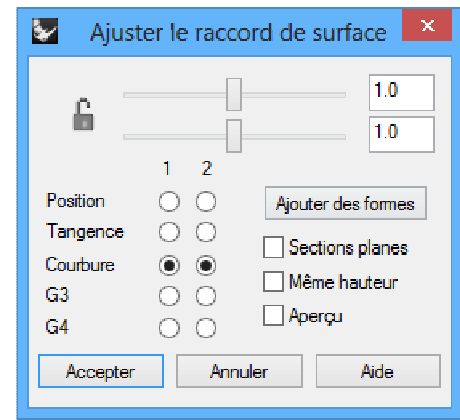 Ajuster le raccord de surface
1.0
1.0
1 2
Position
Tangence
Courbure
G3
G4
Ajouter des formes
Sections planes
Même hauteur
Aperçu
Accepter
Annuler
Aide